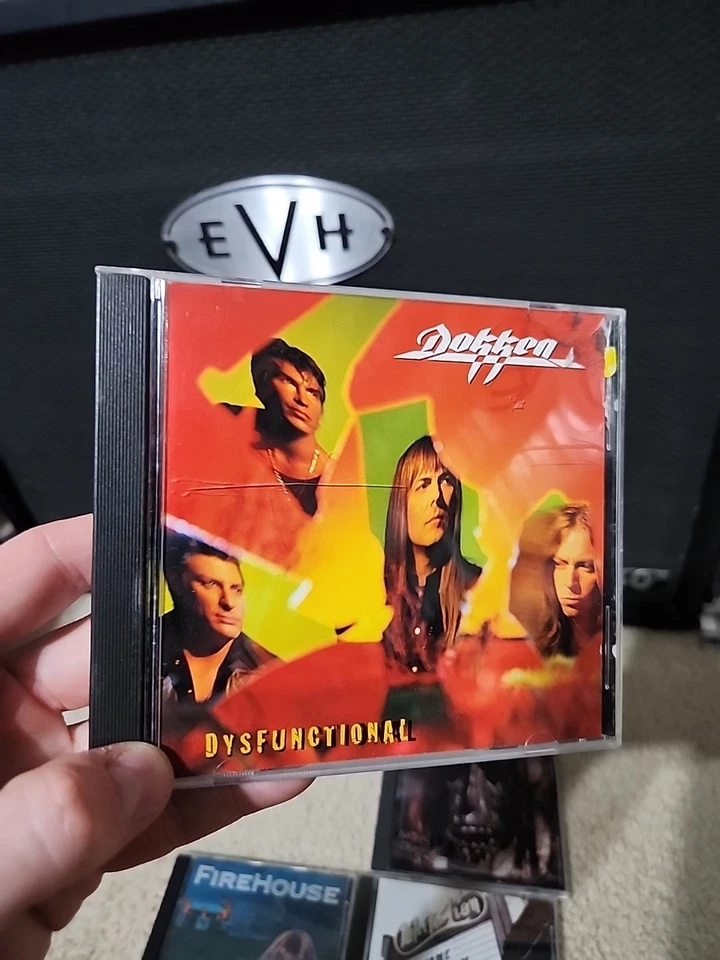 EVH
Dokken
DYSFUNCTIONAL
FIREHOUSE